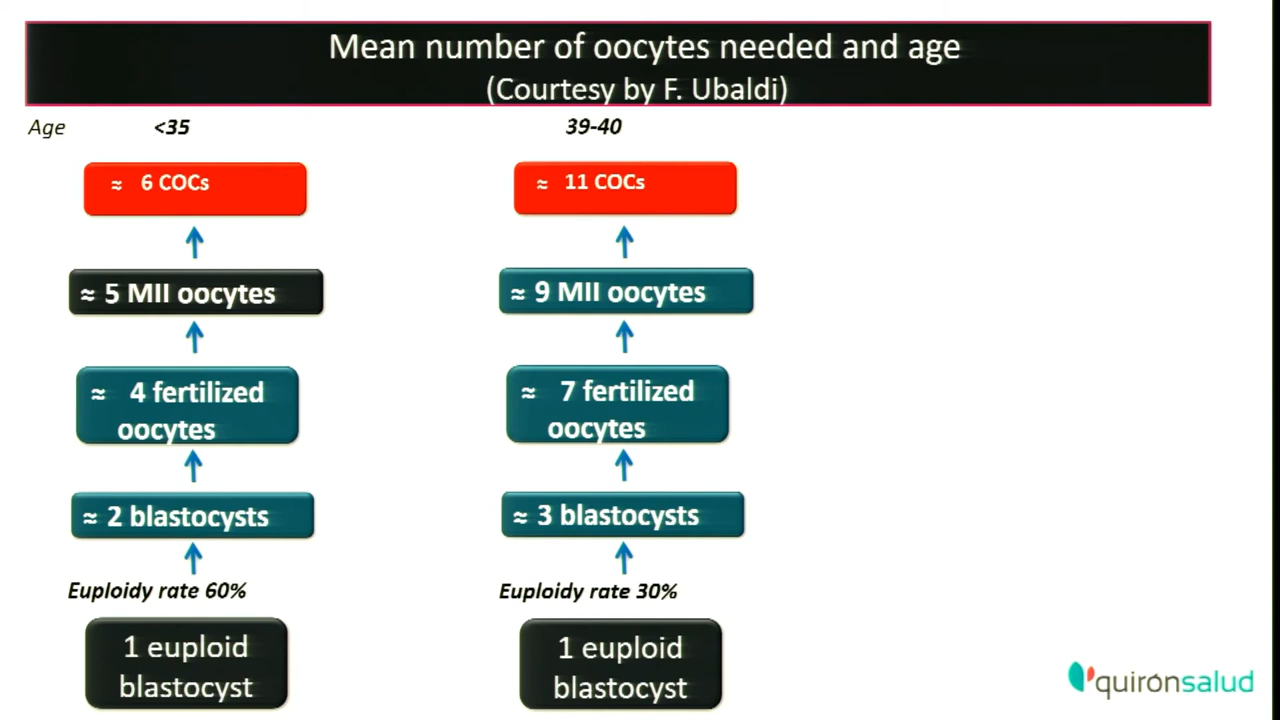 Mean number of oocytes needed and age
(Courtesy by F. Ubaldi)
Age
<35
39-40
≈ 6 COCs
≈ 11 COCs
≈ 5 MII oocytes
≈ 9 MII oocytes
≈ 4 fertilized
oocytes
≈ 7 fertilized
oocytes
≈ 2 blastocysts
≈ 3 blastocysts
Euploidy rate 60%
Euploidy rate 30%
1 euploid
blastocyst
1 euploid
blastocyst
quirónsalud